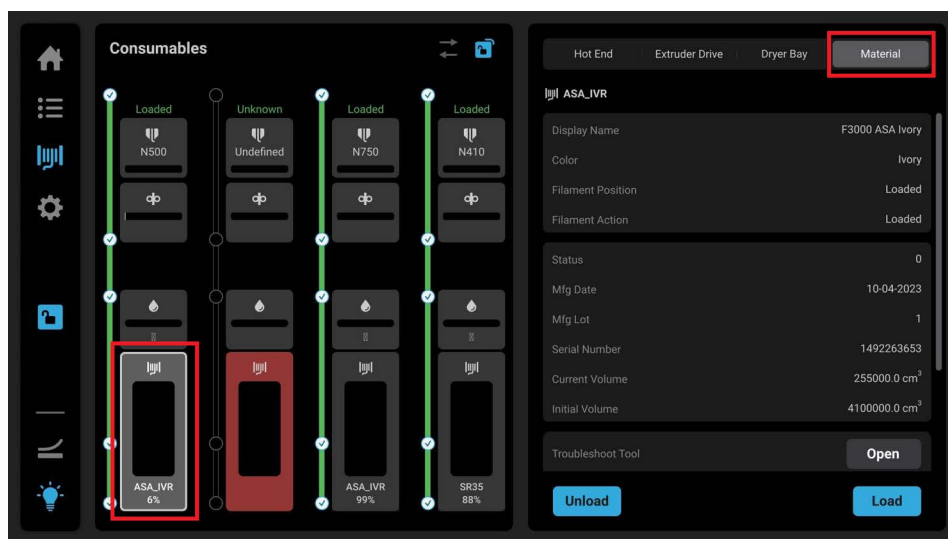 Consumables
Loaded
N500
ASA_IVR
6%
Unknown
Undefined
Loaded
N750
ASA_IVR
99%
Loaded
N410
SR35
88%
Hot End Extruder Drive Dryer Bay Material
ASA_IVR
Display Name F3000 ASA Ivory
Color Ivory
Filament Position Loaded
Filament Action Loaded
Status 0
Mfg Date 10-04-2023
Mfg Lot 1
Serial Number 1492263653
Current Volume 255000.0 cm³
Initial Volume 4100000.0 cm³
Troubleshoot Tool Open
Unload Load